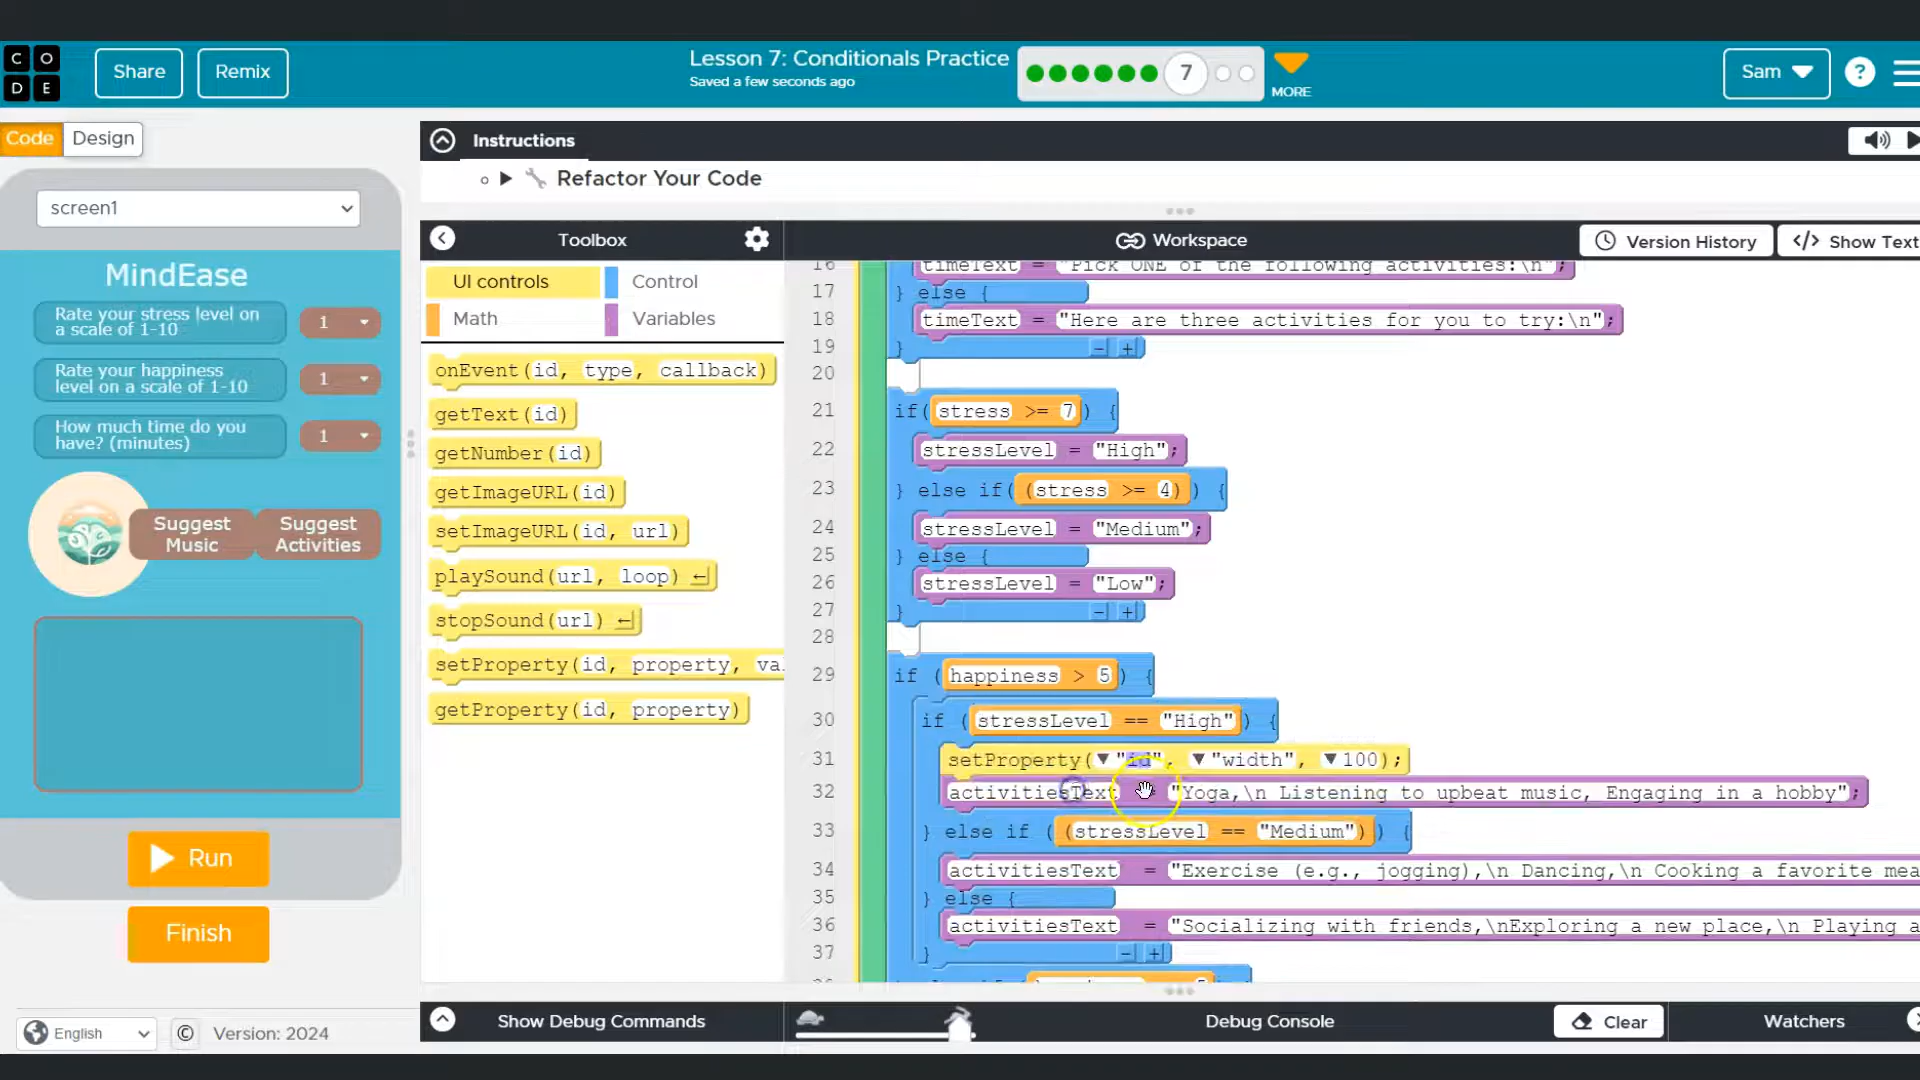 C O D E
Share
Remix
Lesson 7: Conditionals Practice
Saved a few seconds ago
7
MORE
Sam
?
Code
Design
Instructions
Refactor Your Code
screen1
Toolbox
Workspace
Version History
</> Show Text
MindEase
Rate your stress level on
a scale of 1-10
1
Rate your happiness
level on a scale of 1-10
1
How much time do you
have? (minutes)
1
Suggest
Music
Suggest
Activities
Run
Finish
English
© Version: 2024
UI controls
Control
Math
Variables
onEvent(id, type, callback)
getText(id)
getNumber(id)
getImageURL(id)
setImageURL(id, url)
playSound(url, loop)
stopSound(url)
setProperty(id, property, va
getProperty(id, property)
16 timeText = "Pick ONE of the following activities:\n";
17 } else {
18 timeText = "Here are three activities for you to try:\n";
19 } - +
20
21 if( stress >= 7 ) {
22 stressLevel = "High";
23 } else if( (stress >= 4) ) {
24 stressLevel = "Medium";
25 } else {
26 stressLevel = "Low";
27 } - +
28
29 if ( happiness > 5 ) {
30 if ( stressLevel == "High" ) {
31 setProperty( ▼ "id", ▼ "width", ▼ 100);
32 activitiesText = "Yoga,\n Listening to upbeat music, Engaging in a hobby";
33 } else if ( (stressLevel == "Medium") ) {
34 activitiesText = "Exercise (e.g., jogging),\n Dancing,\n Cooking a favorite mea
35 } else {
36 activitiesText = "Socializing with friends,\nExploring a new place,\n Playing a
37 } - +
Show Debug Commands
Debug Console
Clear
Watchers